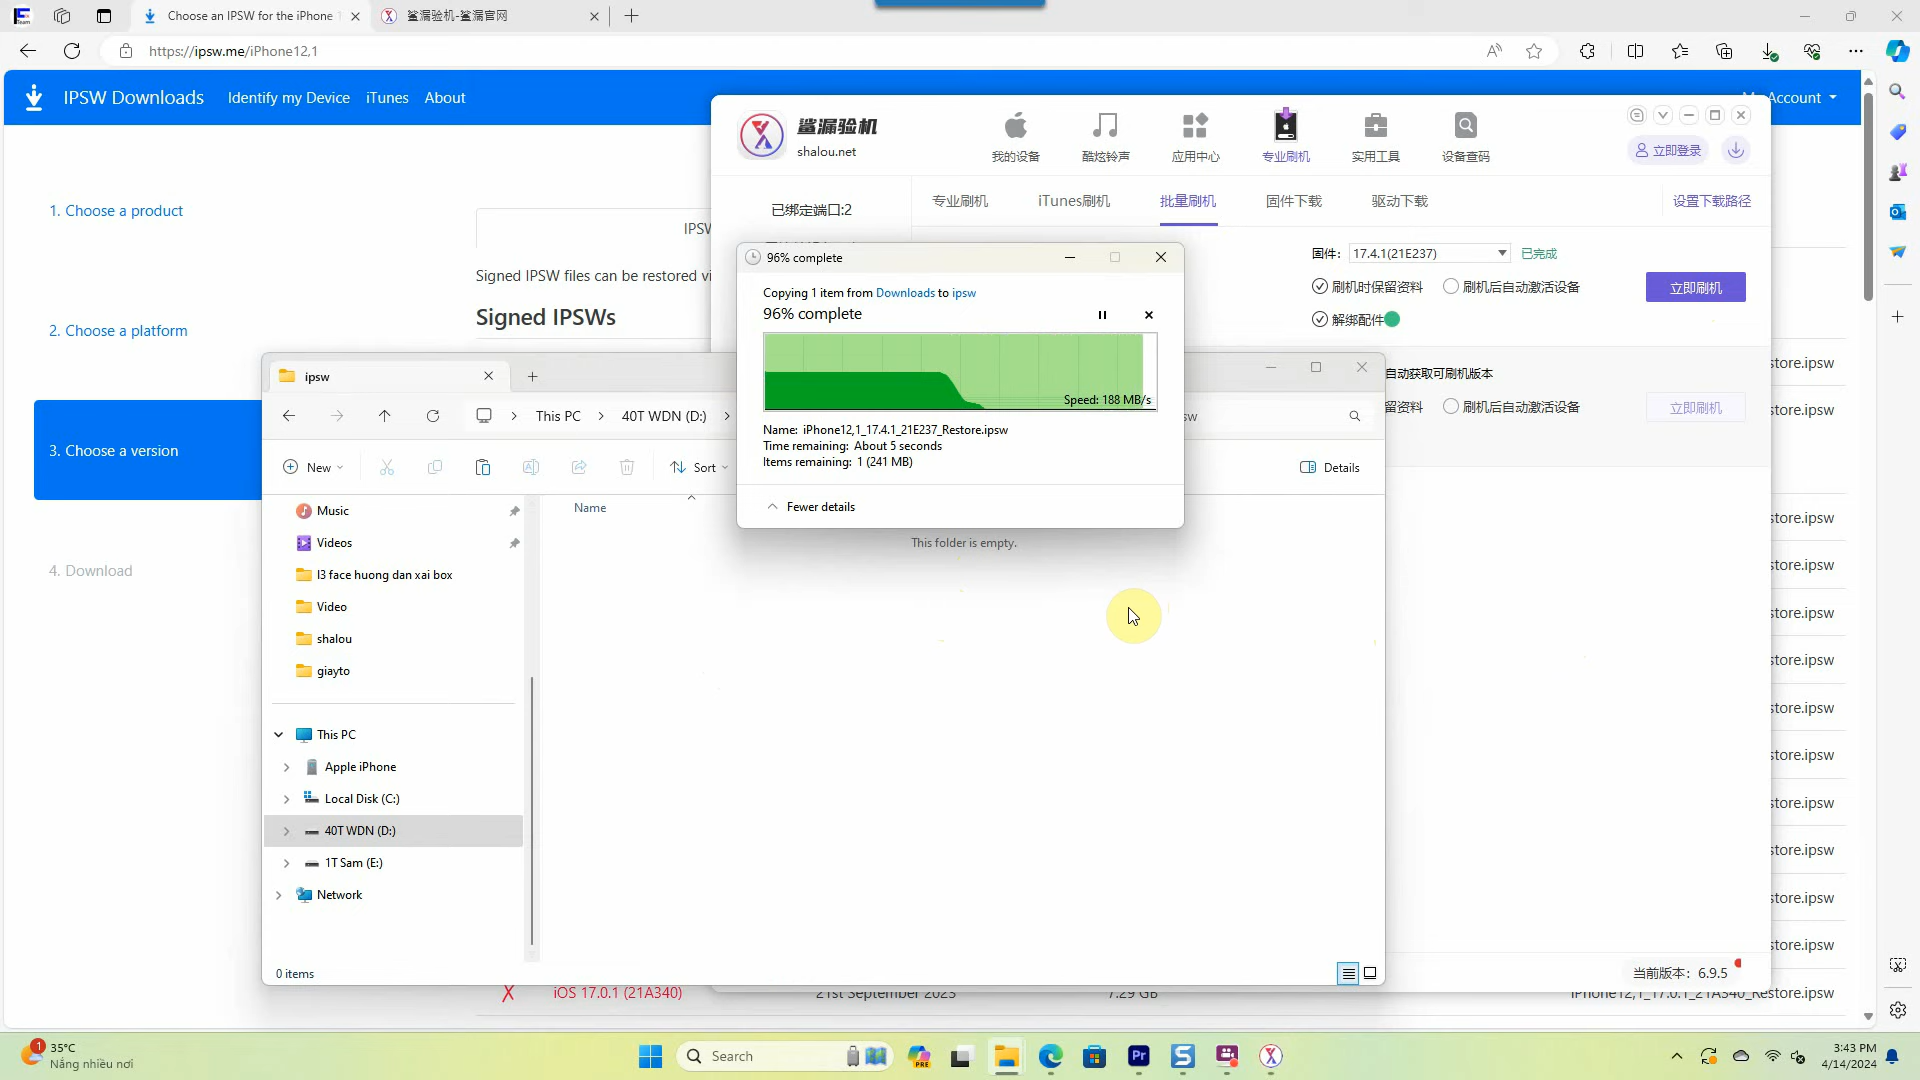 Choose an IPSW for the iPhone 1
鲨漏验机-鲨漏官网
https://ipsw.me/iPhone12,1
IPSW Downloads
Identify my Device
iTunes
About
Account
鲨漏验机
shalou.net
我的设备
酷炫铃声
应用中心
专业刷机
实用工具
设备查码
立即登录
已绑定端口:2
专业刷机
iTunes刷机
批量刷机
固件下载
驱动下载
设置下载路径
1. Choose a product
2. Choose a platform
3. Choose a version
4. Download
IPSW
Signed IPSW files can be restored vi
Signed IPSWs
固件:
17.4.1(21E237)
已完成
刷机时保留资料
刷机后自动激活设备
立即刷机
解绑配件
自动获取可刷机版本
留资料
刷机后自动激活设备
立即刷机
96% complete
Copying 1 item from Downloads to ipsw
96% complete
Speed: 188 MB/s
Name: iPhone12,1_17.4.1_21E237_Restore.ipsw
Time remaining: About 5 seconds
Items remaining: 1 (241 MB)
Fewer details
ipsw
This PC
40T WDN (D:)
sw
New
Sort
Details
Name
This folder is empty.
Music
Videos
I3 face huong dan xai box
Video
shalou
giayto
This PC
Apple iPhone
Local Disk (C:)
40T WDN (D:)
1T Sam (E:)
Network
0 items
store.ipsw
store.ipsw
store.ipsw
store.ipsw
store.ipsw
store.ipsw
store.ipsw
store.ipsw
store.ipsw
store.ipsw
store.ipsw
store.ipsw
当前版本: 6.9.5
iOS 17.0.1 (21A340)
21st September 2023
7.29 GB
iPhone12,1_17.0.1_21A340_Restore.ipsw
1
35°C
Nắng nhiều nơi
Search
PRE
Pr
3:43 PM
4/14/2024